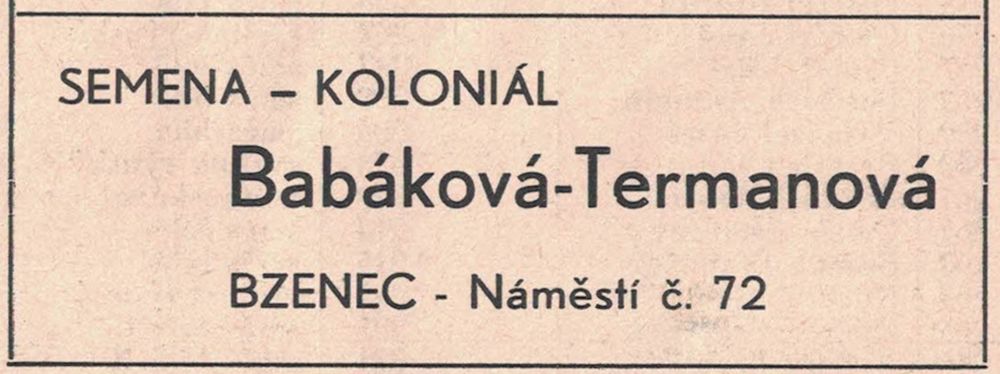 SEMENA – KOLONIÁL
Babáková-Termanová
BZENEC - Náměstí č. 72